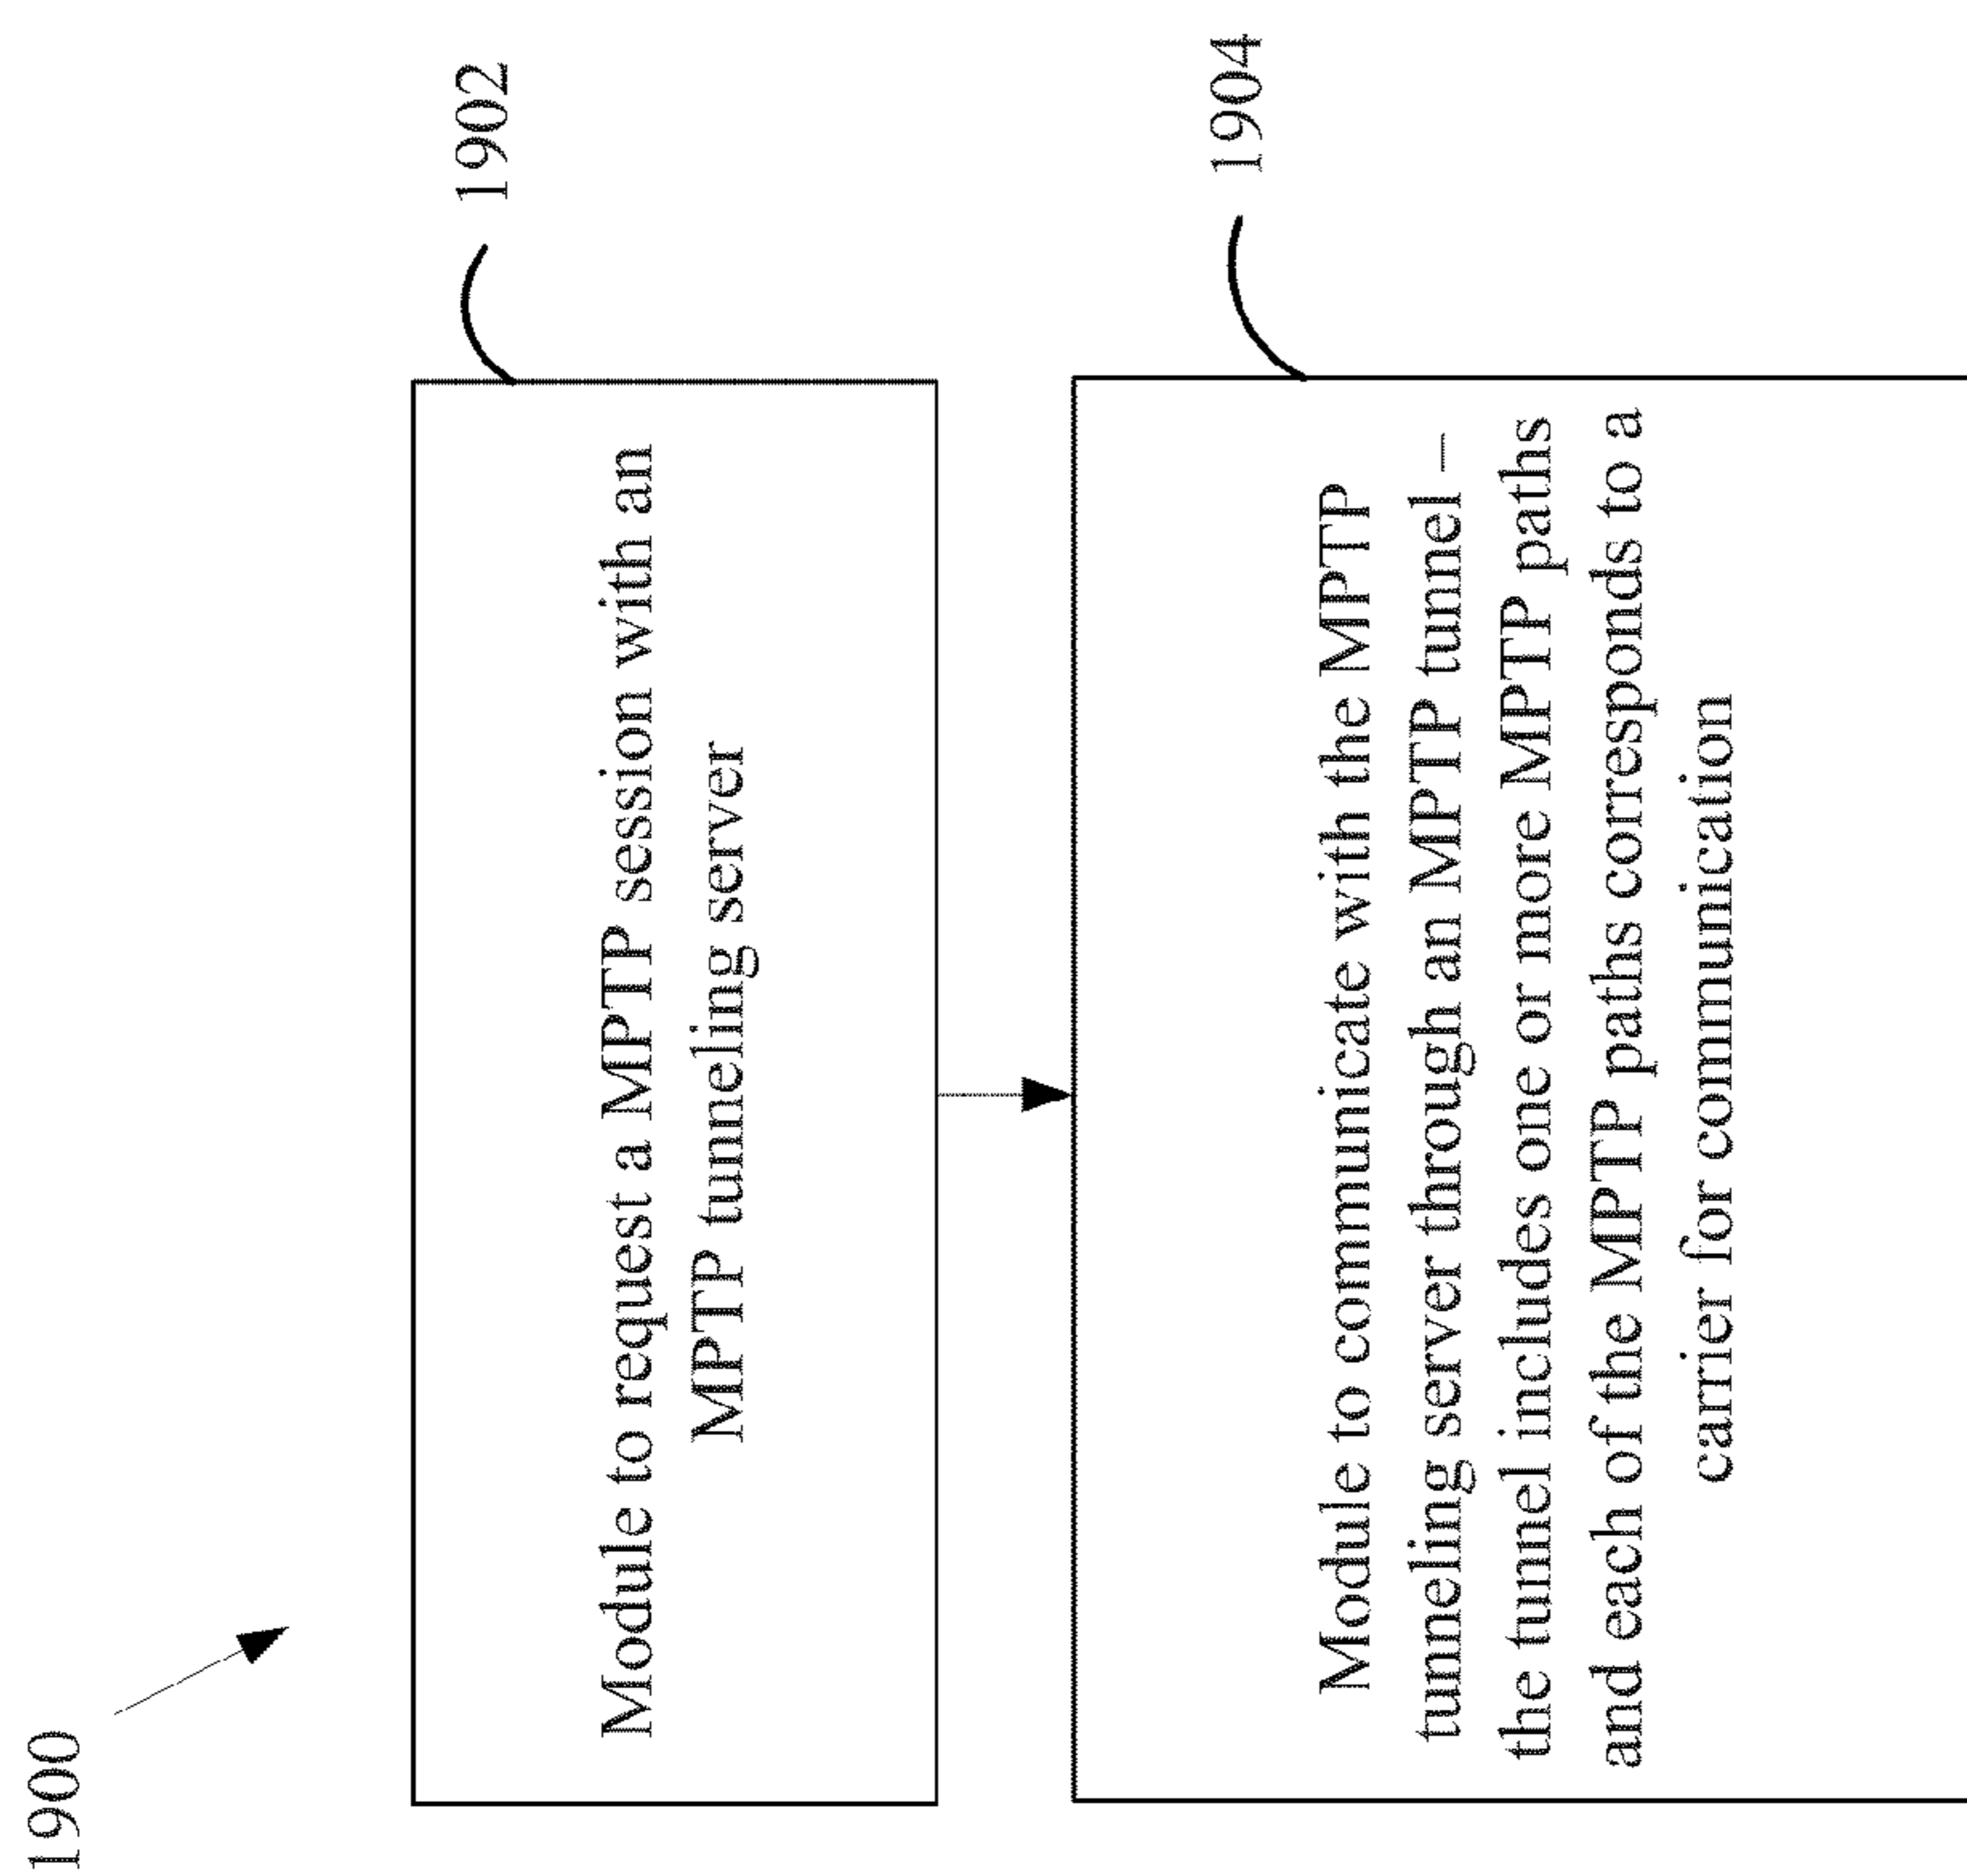 1900
1902
Module to request a MPTP session with an
MPTP tunneling server
1904
Module to communicate with the MPTP
tunneling server through an MPTP tunnel –
the tunnel includes one or more MPTP paths
and each of the MPTP paths corresponds to a
carrier for communication